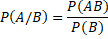 P(A/B) = P(AB) / P(B)